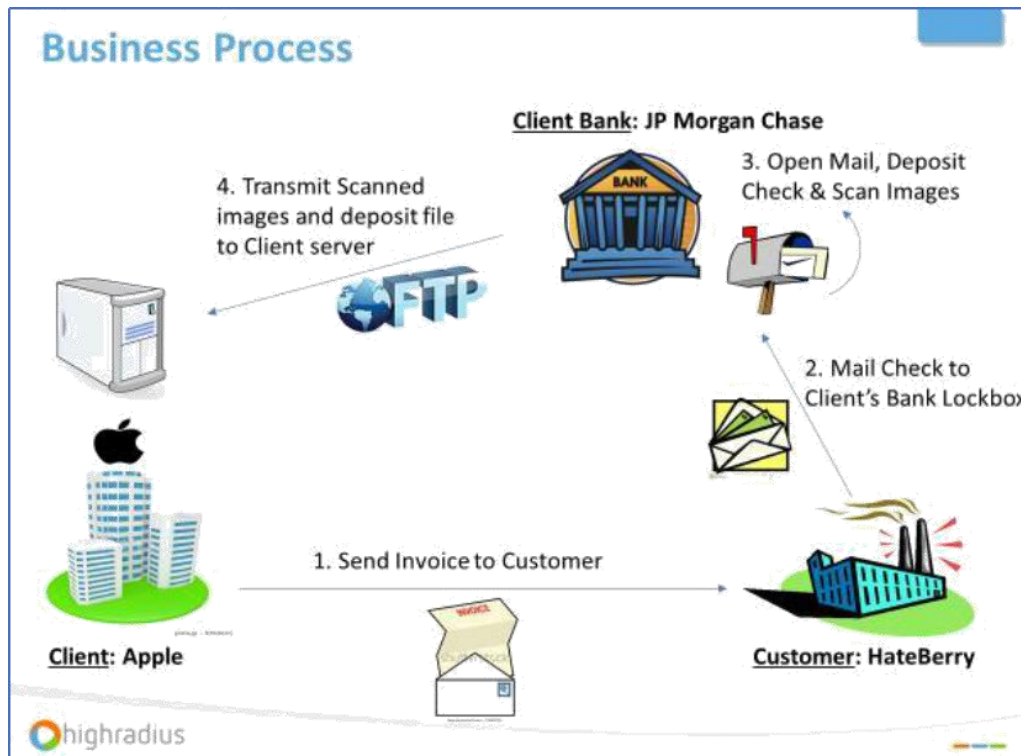 Business Process
Client Bank: JP Morgan Chase
3. Open Mail, Deposit
Check & Scan Images
BANK
4. Transmit Scanned
images and deposit file
to Client server
FTP
2. Mail Check to
Client’s Bank Lockbox
1. Send Invoice to Customer
INVOICE
Client: Apple
Customer: HateBerry
highradius